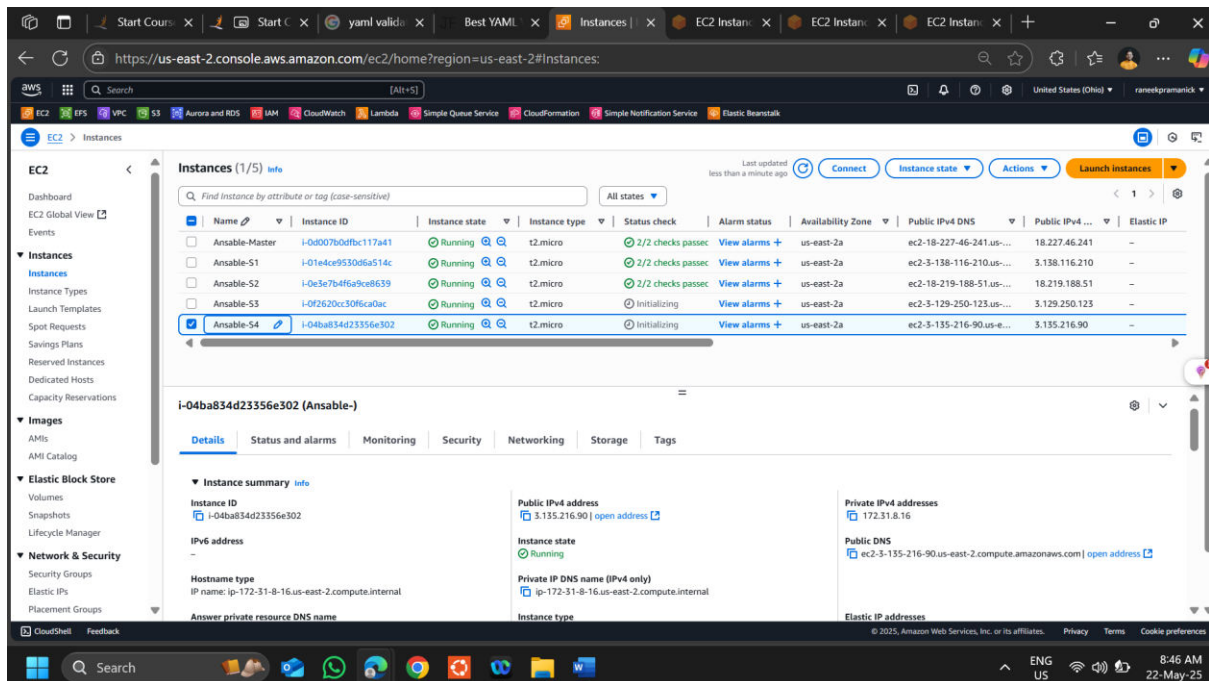 Start Cours
Start C
yaml valida
Best YAML
Instances |
EC2 Instanc
EC2 Instanc
EC2 Instanc
https://us-east-2.console.aws.amazon.com/ec2/home?region=us-east-2#Instances:
aws
Search
[Alt+S]
United States (Ohio)
raneekpramanick
EC2 EFS VPC S3 Aurora and RDS IAM CloudWatch Lambda Simple Queue Service CloudFormation Simple Notification Service Elastic Beanstalk
EC2 > Instances
EC2
Dashboard
EC2 Global View
Events
Instances
Instances
Instance Types
Launch Templates
Spot Requests
Savings Plans
Reserved Instances
Dedicated Hosts
Capacity Reservations
Images
AMIs
AMI Catalog
Elastic Block Store
Volumes
Snapshots
Lifecycle Manager
Network & Security
Security Groups
Elastic IPs
Placement Groups
Instances (1/5) Info
Last updated
less than a minute ago
Connect
Instance state
Actions
Launch instances
Find Instance by attribute or tag (case-sensitive)
All states
1
Name Instance ID Instance state Instance type Status check Alarm status Availability Zone Public IPv4 DNS Public IPv4 ... Elastic IP
Ansable-Master i-0d007b0dfbc117a41 Running t2.micro 2/2 checks passec View alarms + us-east-2a ec2-18-227-46-241.us-... 18.227.46.241 –
Ansable-S1 i-01e4ce9530d6a514c Running t2.micro 2/2 checks passec View alarms + us-east-2a ec2-3-138-116-210.us-... 3.138.116.210 –
Ansable-S2 i-0e3e7b4f6a9ce8639 Running t2.micro 2/2 checks passec View alarms + us-east-2a ec2-18-219-188-51.us-... 18.219.188.51 –
Ansable-S3 i-0f2620cc30f6ca0ac Running t2.micro Initializing View alarms + us-east-2a ec2-3-129-250-123.us-... 3.129.250.123 –
Ansable-S4 i-04ba834d23356e302 Running t2.micro Initializing View alarms + us-east-2a ec2-3-135-216-90.us-e... 3.135.216.90 –
i-04ba834d23356e302 (Ansable-)
Details Status and alarms Monitoring Security Networking Storage Tags
Instance summary Info
Instance ID
i-04ba834d23356e302
Public IPv4 address
3.135.216.90 | open address
Private IPv4 addresses
172.31.8.16
IPv6 address
–
Instance state
Running
Public DNS
ec2-3-135-216-90.us-east-2.compute.amazonaws.com | open address
Hostname type
IP name: ip-172-31-8-16.us-east-2.compute.internal
Private IP DNS name (IPv4 only)
ip-172-31-8-16.us-east-2.compute.internal
Answer private resource DNS name
Instance type
Elastic IP addresses
CloudShell Feedback
© 2025, Amazon Web Services, Inc. or its affiliates. Privacy Terms Cookie preferences
Search
ENG
US
8:46 AM
22-May-25